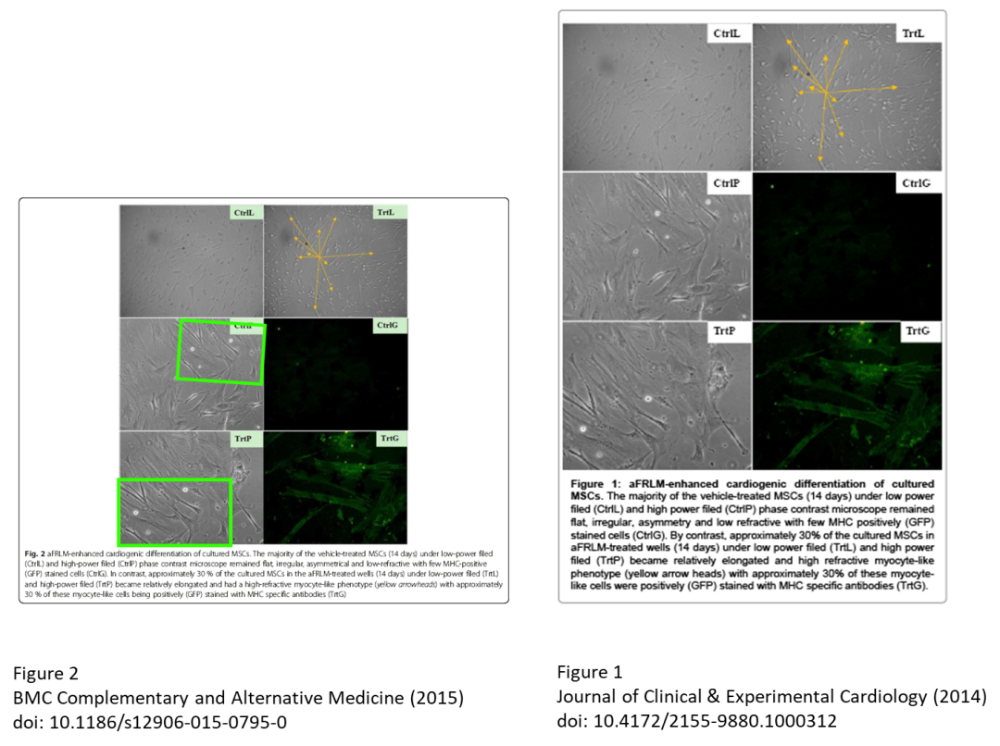 CtrlL
TrtL
CtrlG
TrtP
TrtG
Fig. 2 aFRLM-enhanced cardiogenic differentiation of cultured MSCs. The majority of the vehicle-treated MSCs (14 days) under low-power filed
(CtrlL) and high-power filed (CtrlP) phase contrast microscope remained flat, irregular, asymmetrical and low-refractive with few MHC-positive
(GFP) stained cells (CtrlG). In contrast, approximately 30 % of the cultured MSCs in the aFRLM-treated wells (14 days) under low-power filed (TrtL)
and high-power filed (TrtP) became relatively elongated and had a high-refractive myocyte-like phenotype (yellow arrowheads) with approximately
30 % of these myocyte-like cells being positively (GFP) stained with MHC specific antibodies (TrtG)
Figure 2
BMC Complementary and Alternative Medicine (2015)
doi: 10.1186/s12906-015-0795-0
CtrlL
TrtL
CtrlP
CtrlG
TrtP
TrtG
Figure 1: aFRLM-enhanced cardiogenic differentiation of cultured
MSCs. The majority of the vehicle-treated MSCs (14 days) under low power
filed (CtrlL) and high power filed (CtrlP) phase contrast microscope remained
flat, irregular, asymmetry and low refractive with few MHC positively (GFP)
stained cells (CtrlG). By contrast, approximately 30% of the cultured MSCs in
aFRLM-treated wells (14 days) under low power filed (TrtL) and high power
filed (TrtP) became relatively elongated and high refractive myocyte-like
phenotype (yellow arrow heads) with approximately 30% of these myocyte-
like cells were positively (GFP) stained with MHC specific antibodies (TrtG).
Figure 1
Journal of Clinical & Experimental Cardiology (2014)
doi: 10.4172/2155-9880.1000312